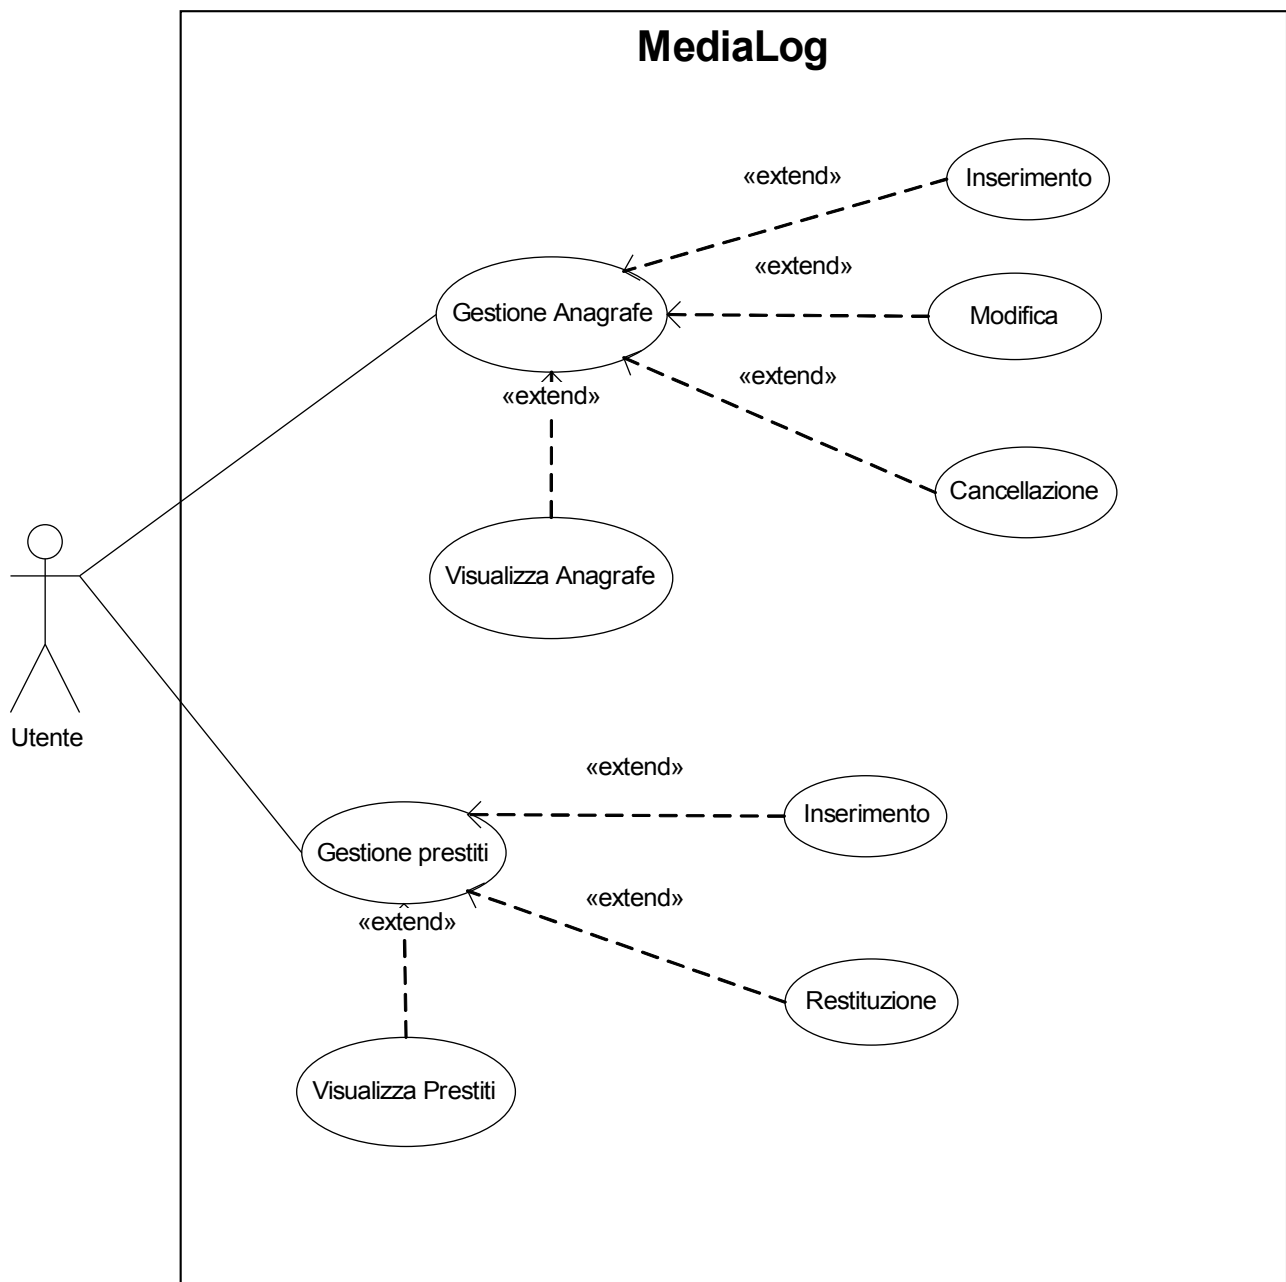 MediaLog
«extend»
Inserimento
«extend»
Gestione Anagrafe
Modifica
«extend»
«extend»
Cancellazione
Visualizza Anagrafe
Utente
«extend»
Inserimento
Gestione prestiti
«extend»
«extend»
Restituzione
Visualizza Prestiti